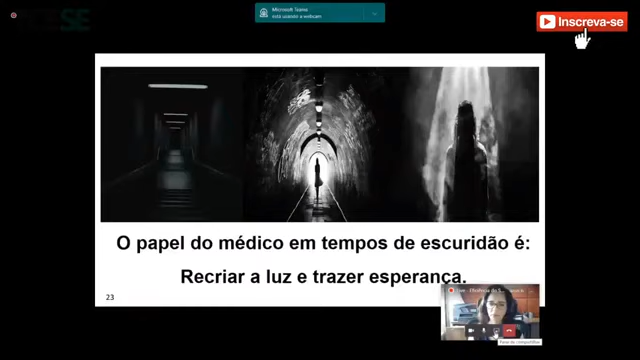 Microsoft Teams
está usando a webcam
Inscreva-se
O papel do médico em tempos de escuridão é:
Recriar a luz e trazer esperança.
23